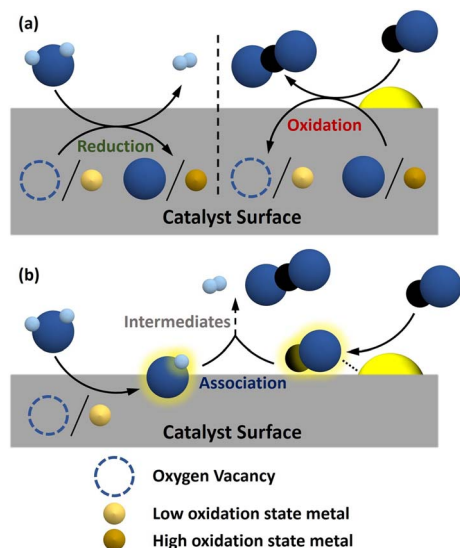 (a)
Reduction
Oxidation
Catalyst Surface
(b)
Intermediates
Association
Catalyst Surface
Oxygen Vacancy
Low oxidation state metal
High oxidation state metal